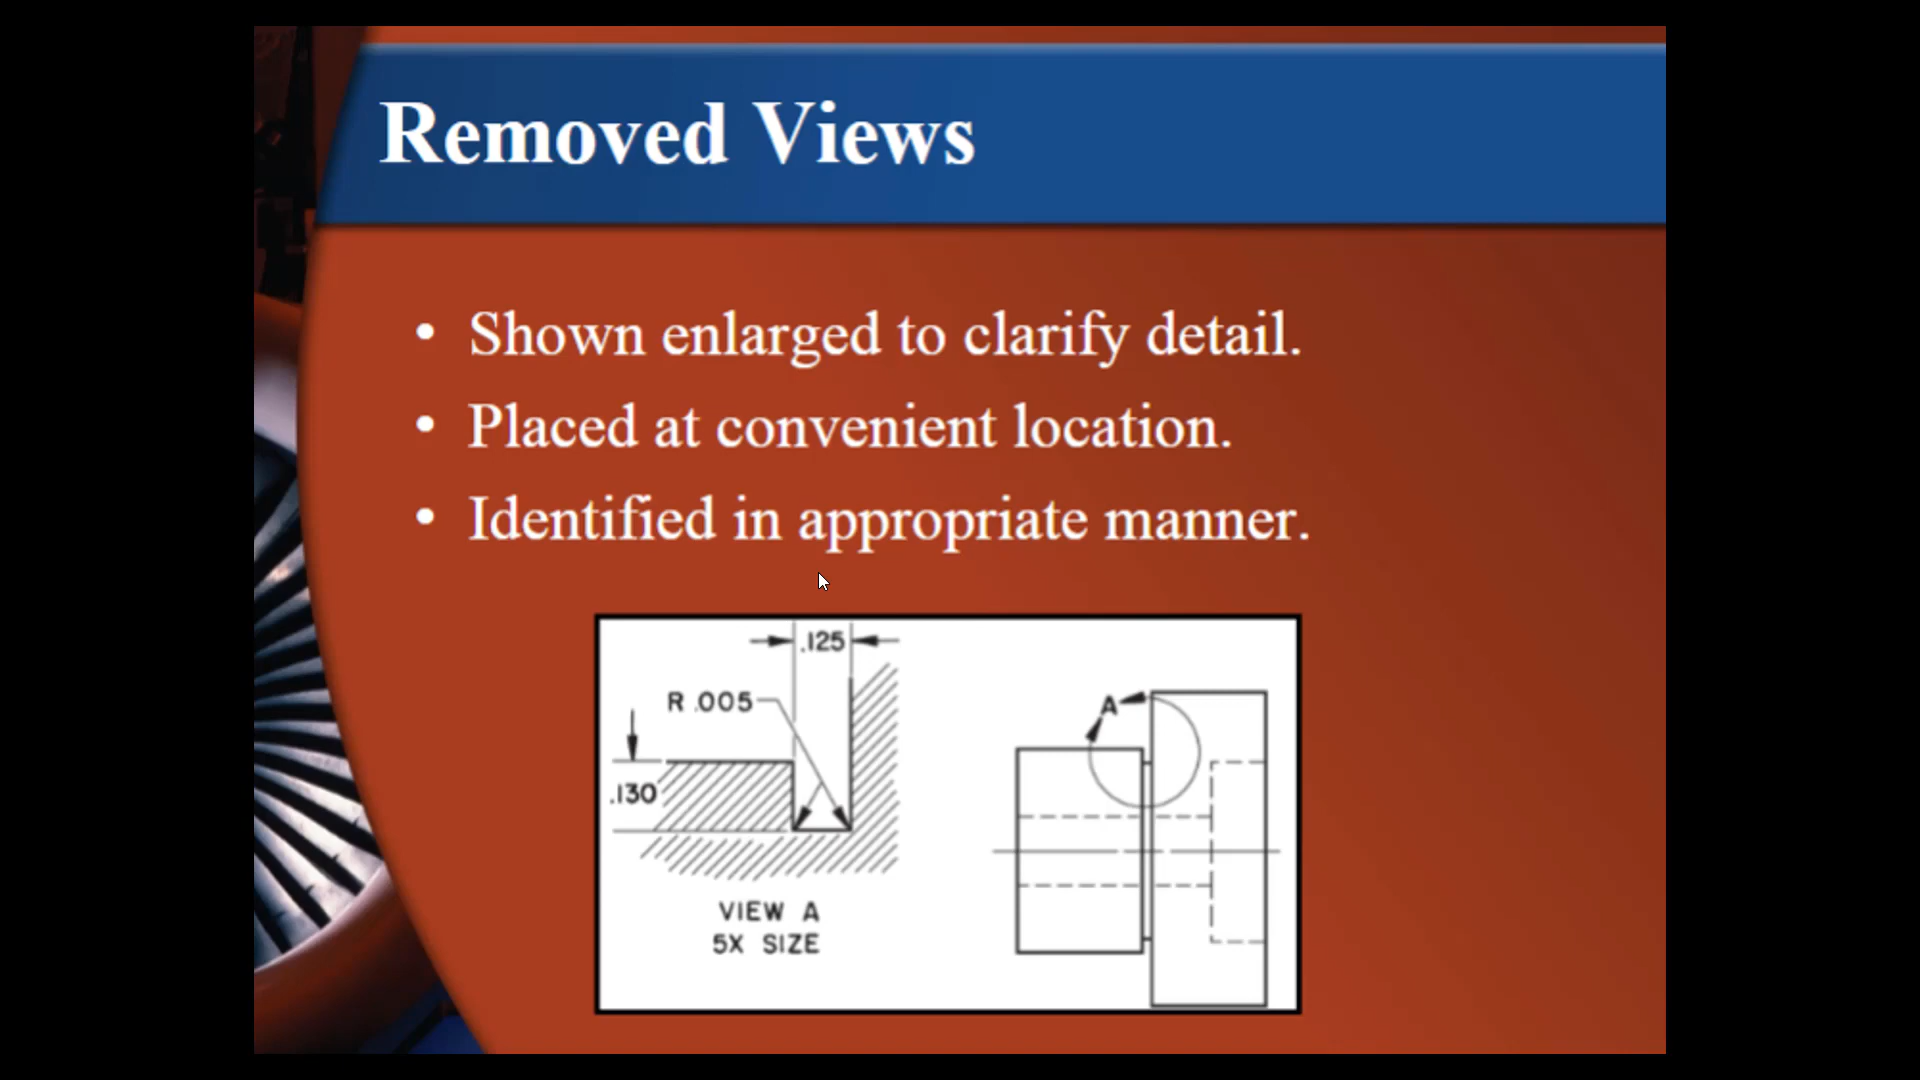 Removed Views
• Shown enlarged to clarify detail.
• Placed at convenient location.
• Identified in appropriate manner.
.125
R .005
A
.130
VIEW A
5X SIZE